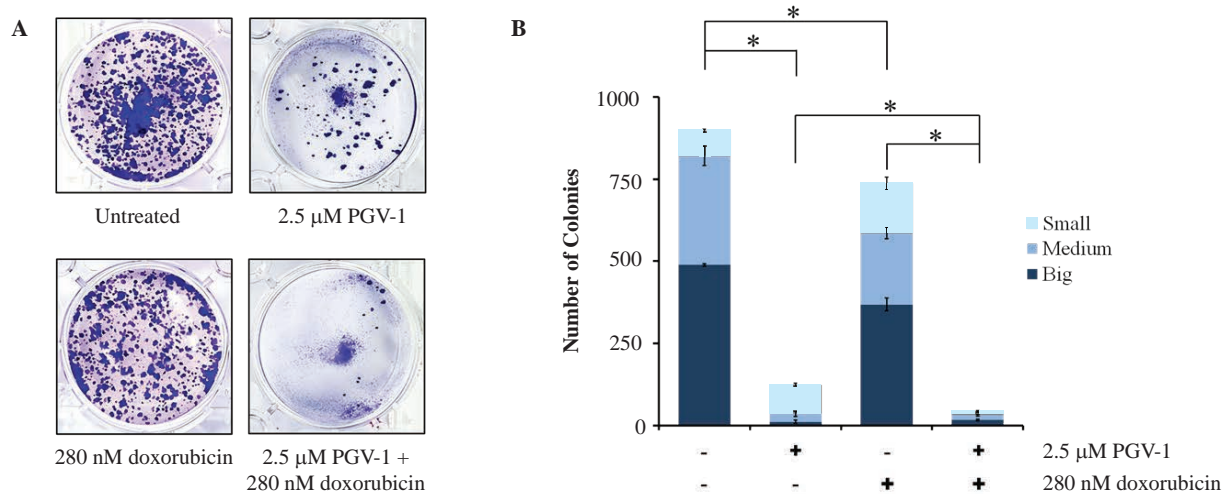 A
Untreated
2.5 μM PGV-1
280 nM doxorubicin
2.5 μM PGV-1 +
280 nM doxorubicin
B
*
*
*
*
Number of Colonies
1000
750
500
250
0
Small
Medium
Big
- + - + 2.5 μM PGV-1
- - + + 280 nM doxorubicin